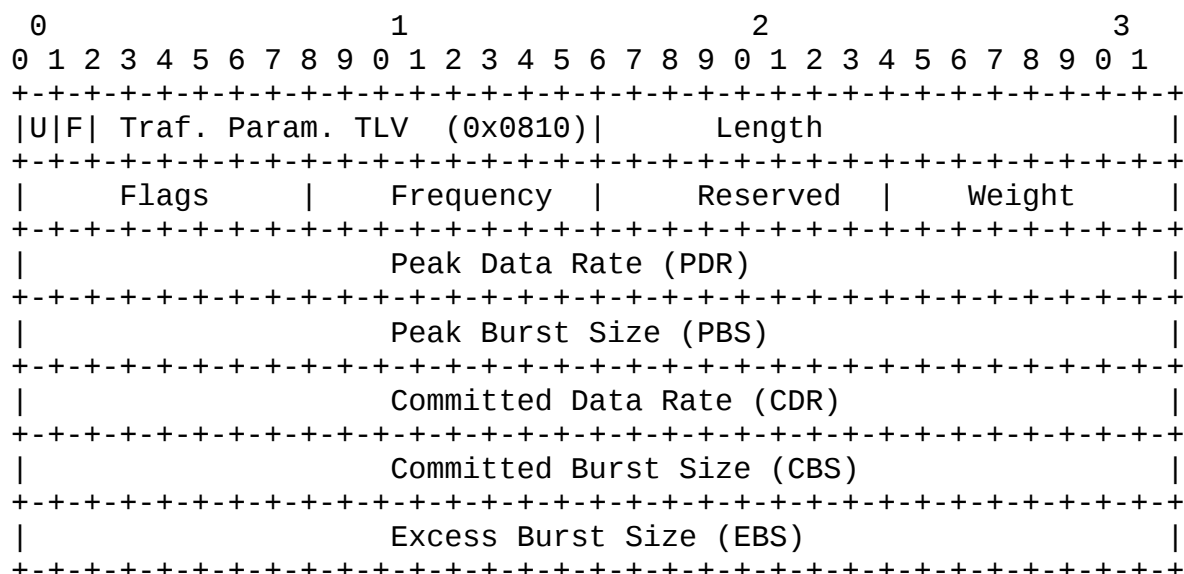 0                   1                   2                   3
0 1 2 3 4 5 6 7 8 9 0 1 2 3 4 5 6 7 8 9 0 1 2 3 4 5 6 7 8 9 0 1
+-+-+-+-+-+-+-+-+-+-+-+-+-+-+-+-+-+-+-+-+-+-+-+-+-+-+-+-+-+-+-+-+
|U|F| Traf. Param. TLV  (0x0810)|      Length                   |
+-+-+-+-+-+-+-+-+-+-+-+-+-+-+-+-+-+-+-+-+-+-+-+-+-+-+-+-+-+-+-+-+
|     Flags     |    Frequency  |     Reserved  |    Weight     |
+-+-+-+-+-+-+-+-+-+-+-+-+-+-+-+-+-+-+-+-+-+-+-+-+-+-+-+-+-+-+-+-+
|                    Peak Data Rate (PDR)                       |
+-+-+-+-+-+-+-+-+-+-+-+-+-+-+-+-+-+-+-+-+-+-+-+-+-+-+-+-+-+-+-+-+
|                    Peak Burst Size (PBS)                      |
+-+-+-+-+-+-+-+-+-+-+-+-+-+-+-+-+-+-+-+-+-+-+-+-+-+-+-+-+-+-+-+-+
|                    Committed Data Rate (CDR)                  |
+-+-+-+-+-+-+-+-+-+-+-+-+-+-+-+-+-+-+-+-+-+-+-+-+-+-+-+-+-+-+-+-+
|                    Committed Burst Size (CBS)                 |
+-+-+-+-+-+-+-+-+-+-+-+-+-+-+-+-+-+-+-+-+-+-+-+-+-+-+-+-+-+-+-+-+
|                    Excess Burst Size (EBS)                    |
+-+-+-+-+-+-+-+-+-+-+-+-+-+-+-+-+-+-+-+-+-+-+-+-+-+-+-+-+-+-+-+-+